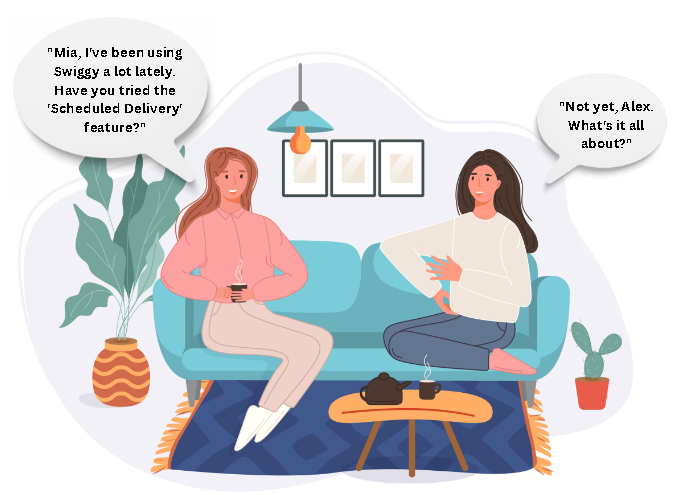 "Mia, I've been using
Swiggy a lot lately.
Have you tried the
'Scheduled Delivery'
feature?"
"Not yet, Alex.
What's it all
about?"